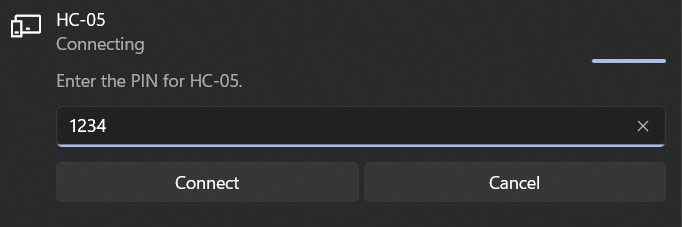 HC-05
Connecting
Enter the PIN for HC-05.
1234
Connect
Cancel